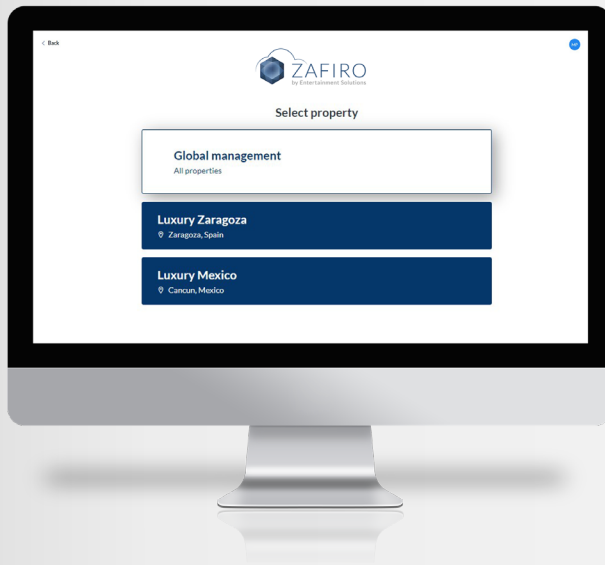 < Back
MP
ZAFIRO
by Entertainment Solutions
Select property
Global management
All properties
Luxury Zaragoza
Zaragoza, Spain
Luxury Mexico
Cancun, Mexico